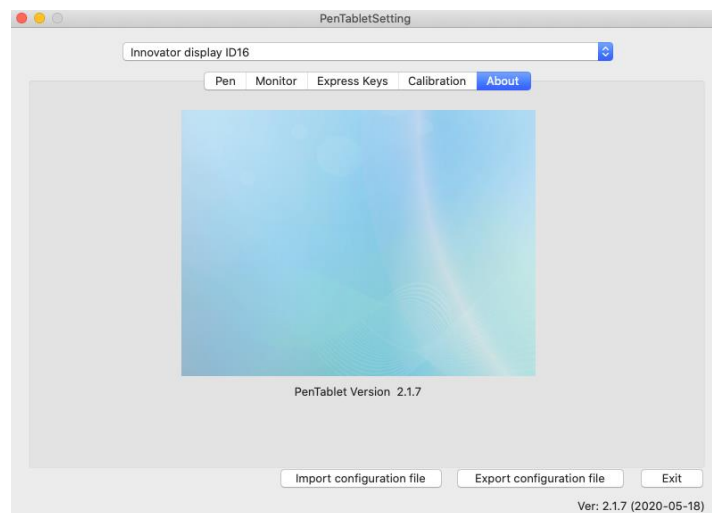 PenTabletSetting
Innovator display ID16
Pen Monitor Express Keys Calibration About
PenTablet Version 2.1.7
Import configuration file Export configuration file Exit
Ver: 2.1.7 (2020-05-18)